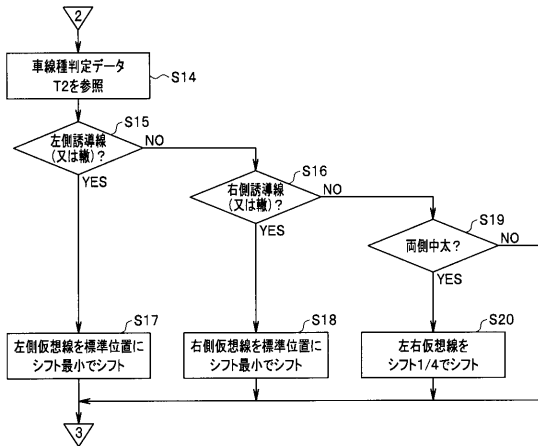 2
車線種判定データ
T2を参照
S14
左側誘導線
(又は轍)?
S15
NO
YES
右側誘導線
(又は轍)?
S16
NO
YES
両側中太?
S19
NO
YES
左側仮想線を標準位置に
シフト最小でシフト
S17
右側仮想線を標準位置に
シフト最小でシフト
S18
左右仮想線を
シフト1/4でシフト
S20
3